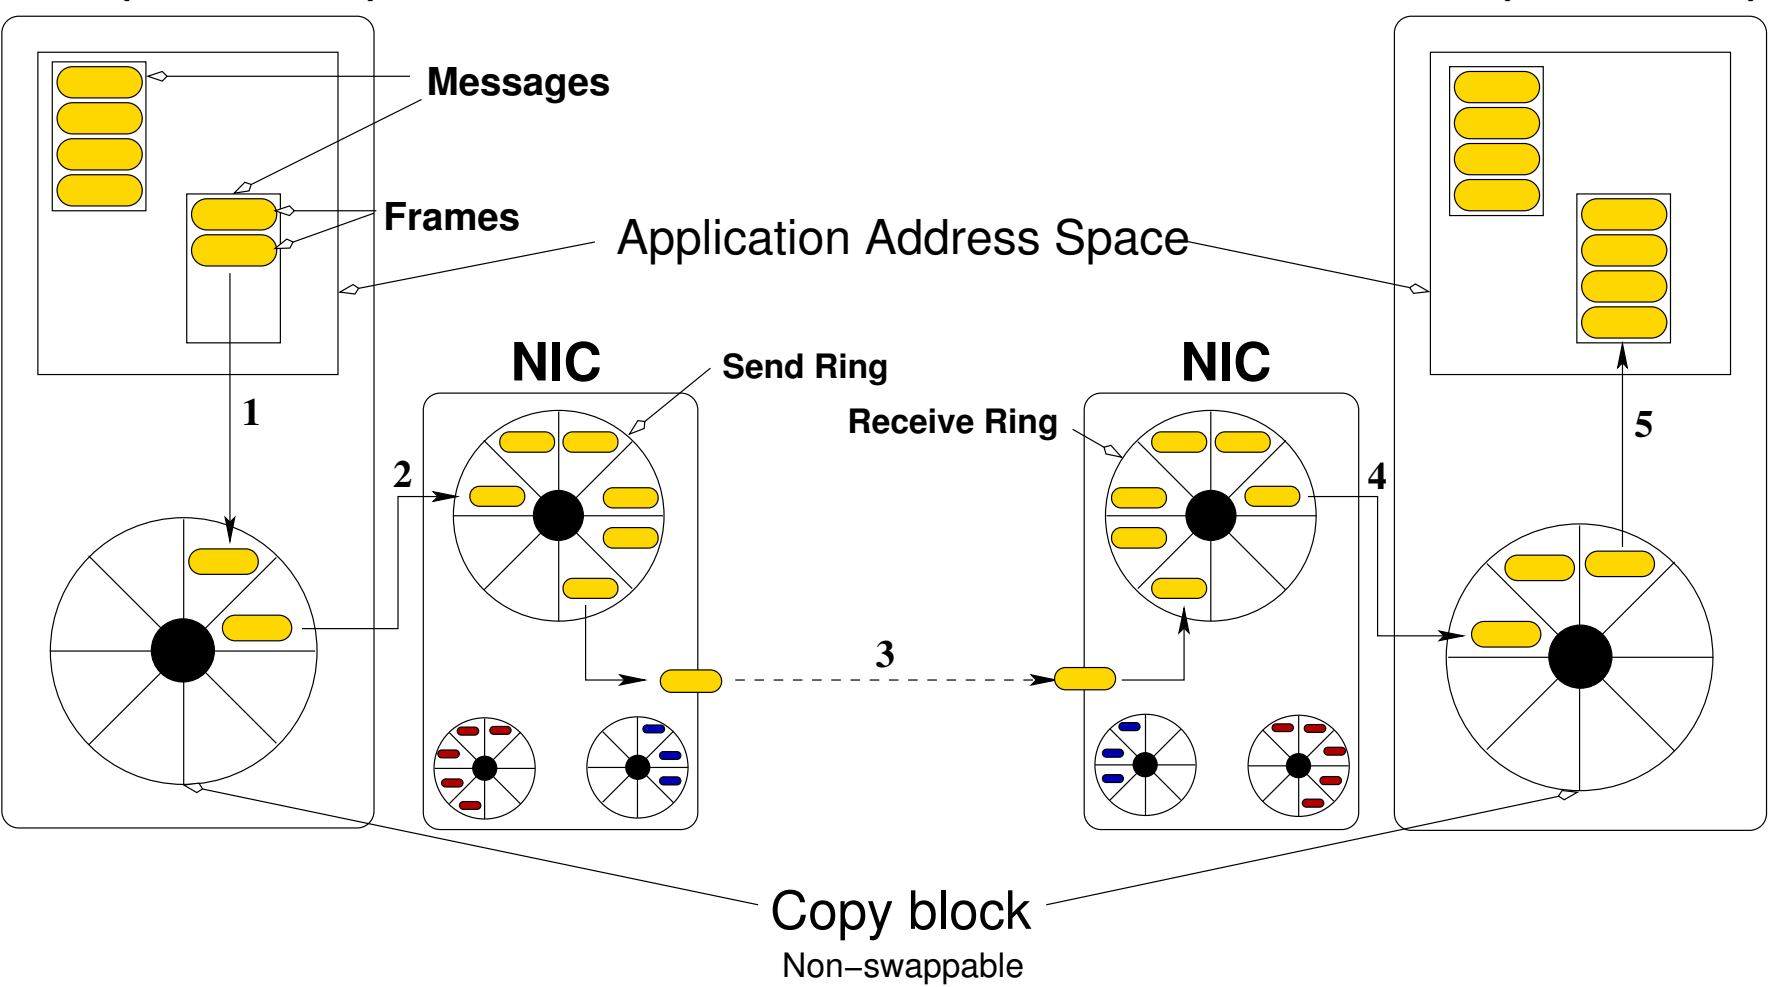 Messages
Frames
Application Address Space
NIC
NIC
Send Ring
Receive Ring
1
5
2
4
3
Copy block
Non−swappable